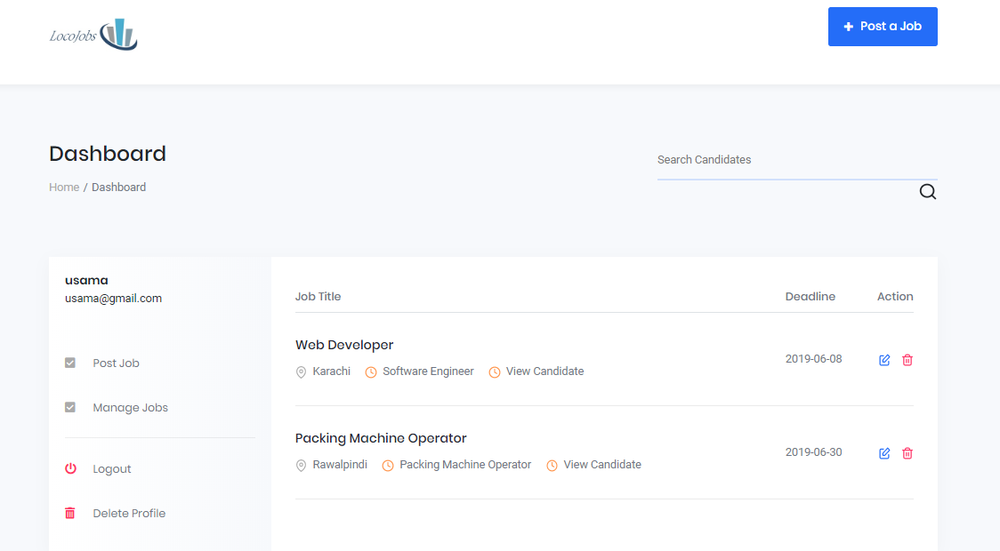 LocoJobs
Post a Job
Dashboard
Search Candidates
Home / Dashboard
usama
usama@gmail.com
Post Job
Manage Jobs
Logout
Delete Profile
Job Title Deadline Action
Web Developer
Karachi Software Engineer View Candidate
2019-06-08
Packing Machine Operator
Rawalpindi Packing Machine Operator View Candidate
2019-06-30